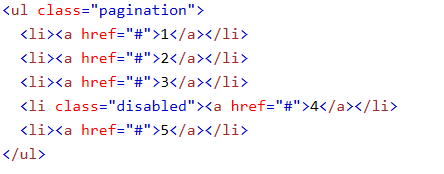 <ul class="pagination">
  <li><a href="#">1</a></li>
  <li><a href="#">2</a></li>
  <li><a href="#">3</a></li>
  <li class="disabled"><a href="#">4</a></li>
  <li><a href="#">5</a></li>
</ul>